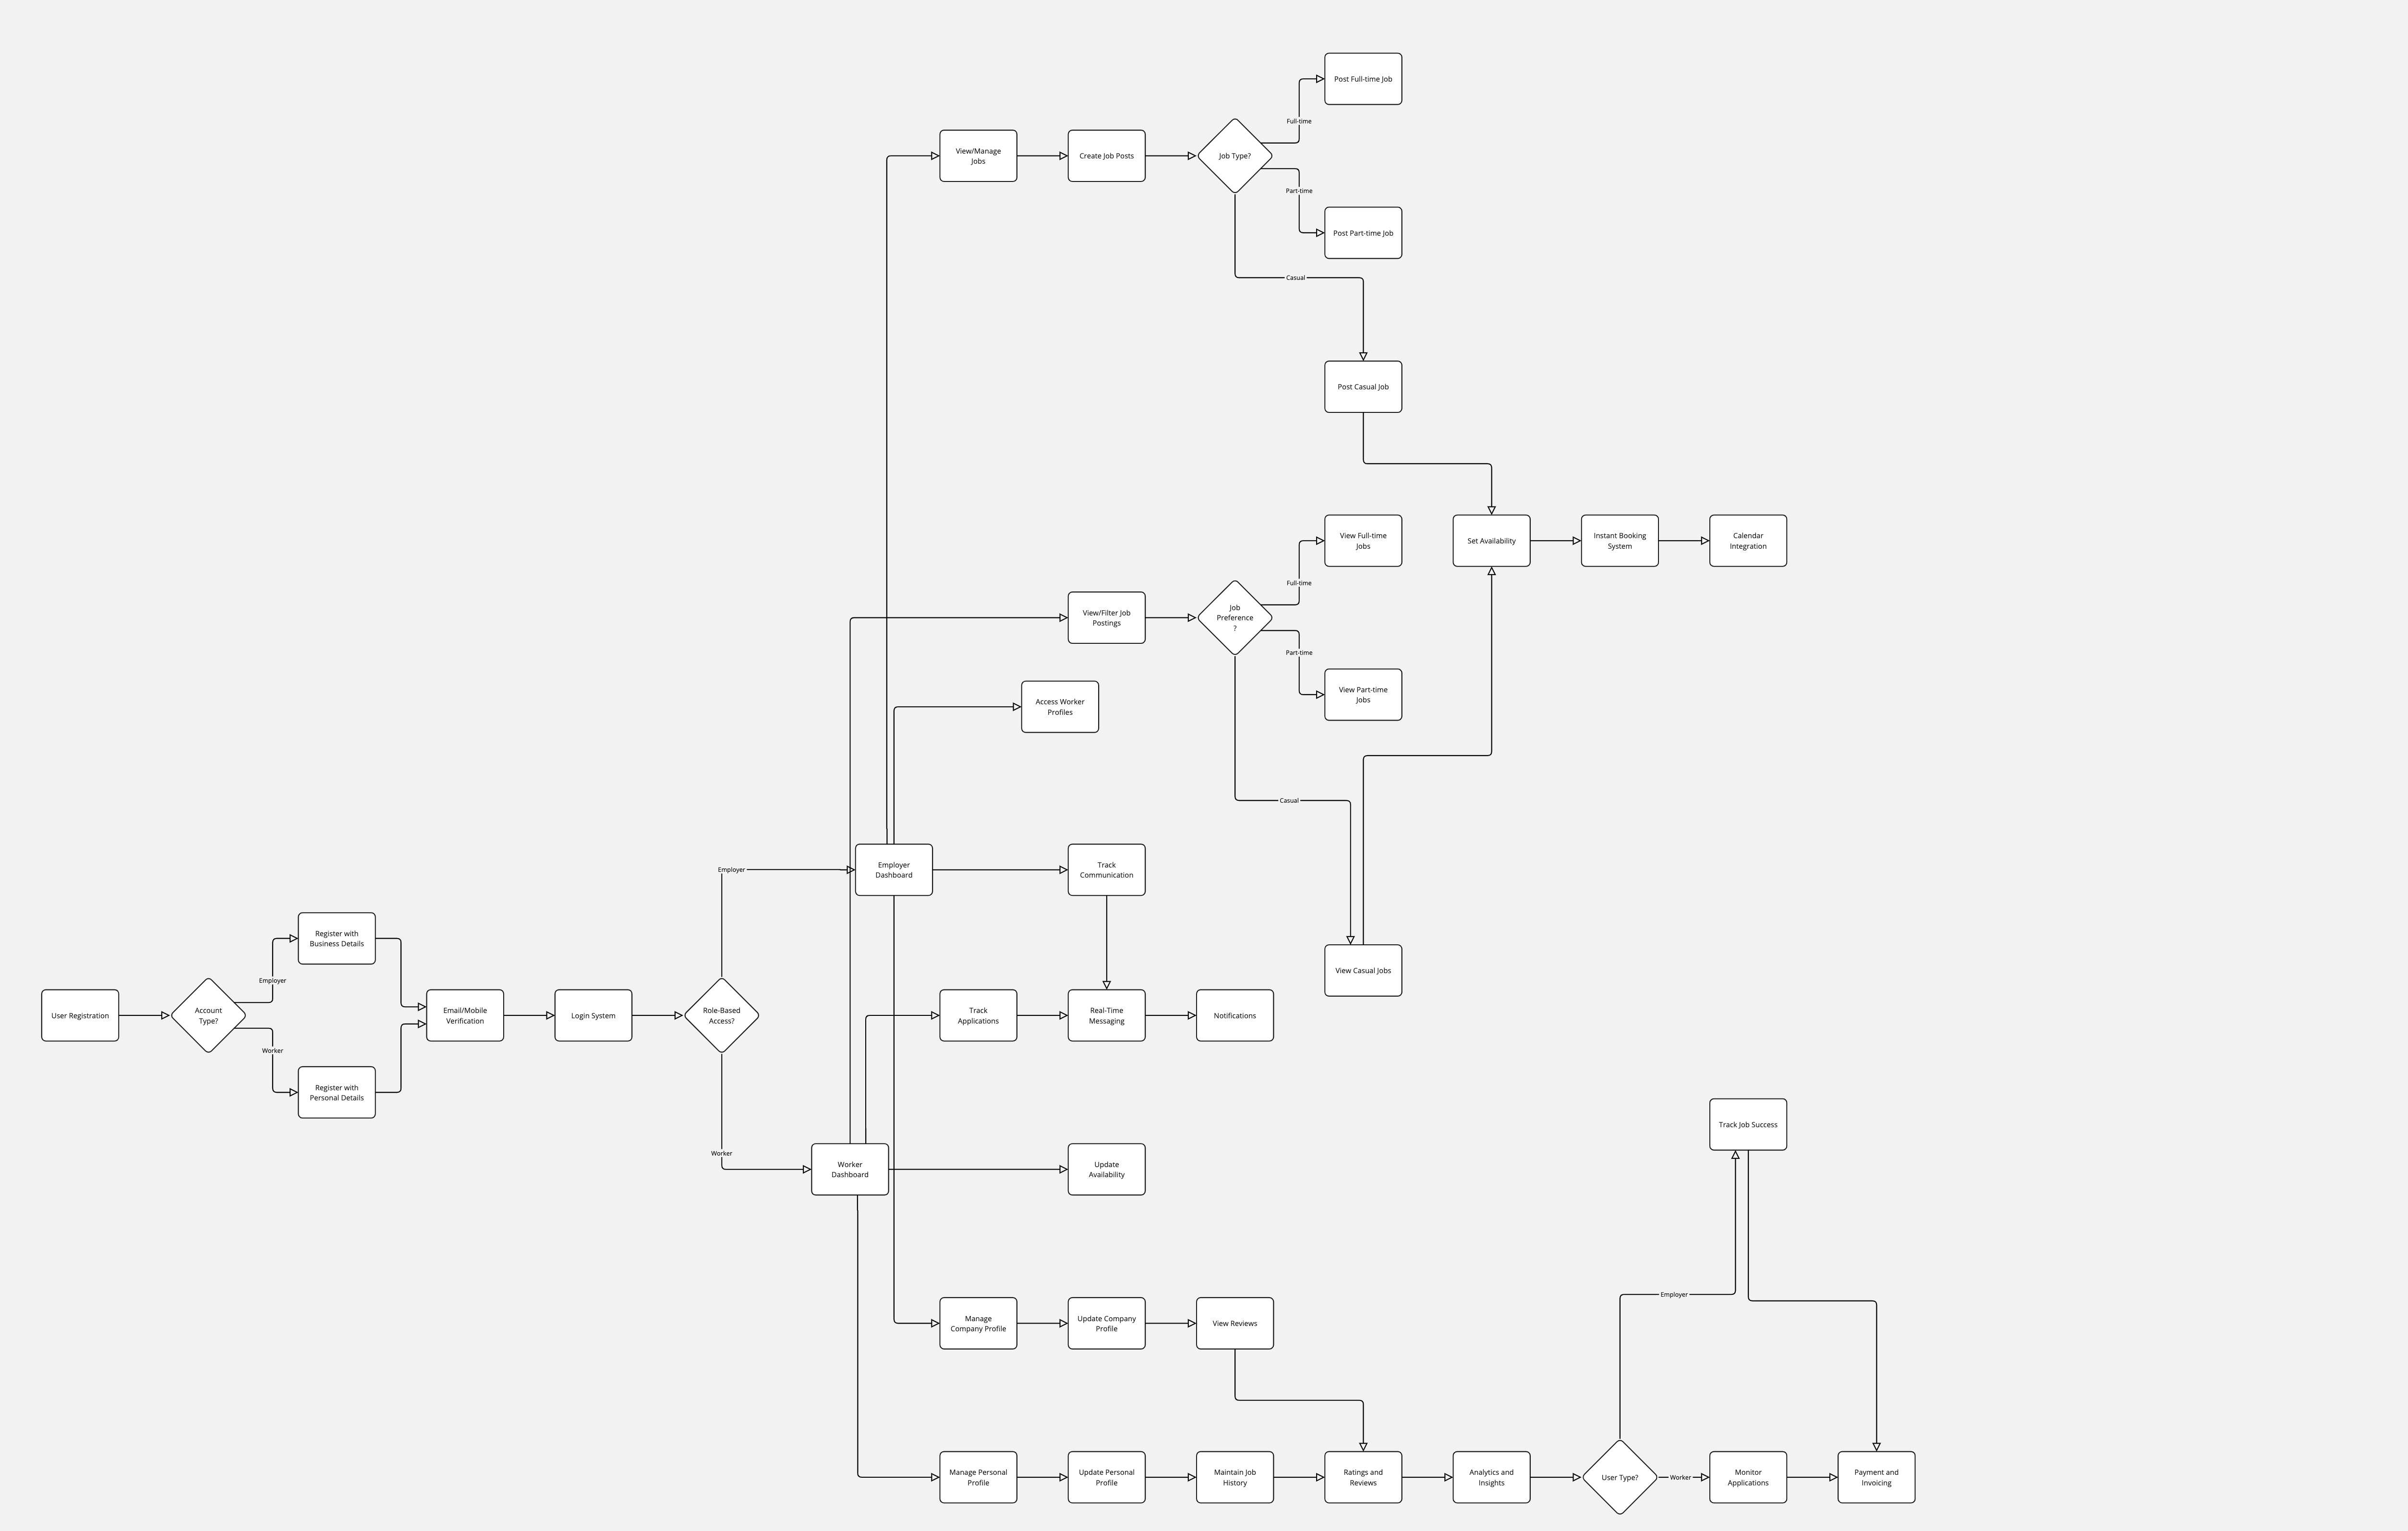 Post Full-time Job
Full-time
View/Manage
Jobs
Create Job Posts
Job Type?
Part-time
Post Part-time Job
Casual
Post Casual Job
View Full-time
Jobs
Set Availability
Instant Booking
System
Calendar
Integration
Full-time
View/Filter Job
Postings
Job
Preference
?
Part-time
View Part-time
Jobs
Access Worker
Profiles
Casual
Employer
Employer
Dashboard
Track
Communication
Register with
Business Details
View Casual Jobs
Employer
User Registration
Account
Type?
Email/Mobile
Verification
Login System
Role-Based
Access?
Track
Applications
Real-Time
Messaging
Notifications
Worker
Register with
Personal Details
Track Job Success
Worker
Worker
Dashboard
Update
Availability
Employer
Manage
Company Profile
Update Company
Profile
View Reviews
Manage Personal
Profile
Update Personal
Profile
Maintain Job
History
Ratings and
Reviews
Analytics and
Insights
User Type?
Worker
Monitor
Applications
Payment and
Invoicing